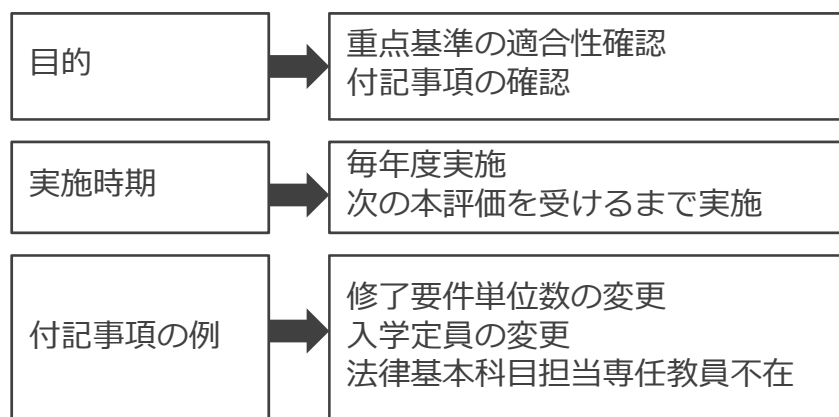 目的
重点基準の適合性確認
付記事項の確認
実施時期
毎年度実施
次の本評価を受けるまで実施
付記事項の例
修了要件単位数の変更
入学定員の変更
法律基本科目担当専任教員不在